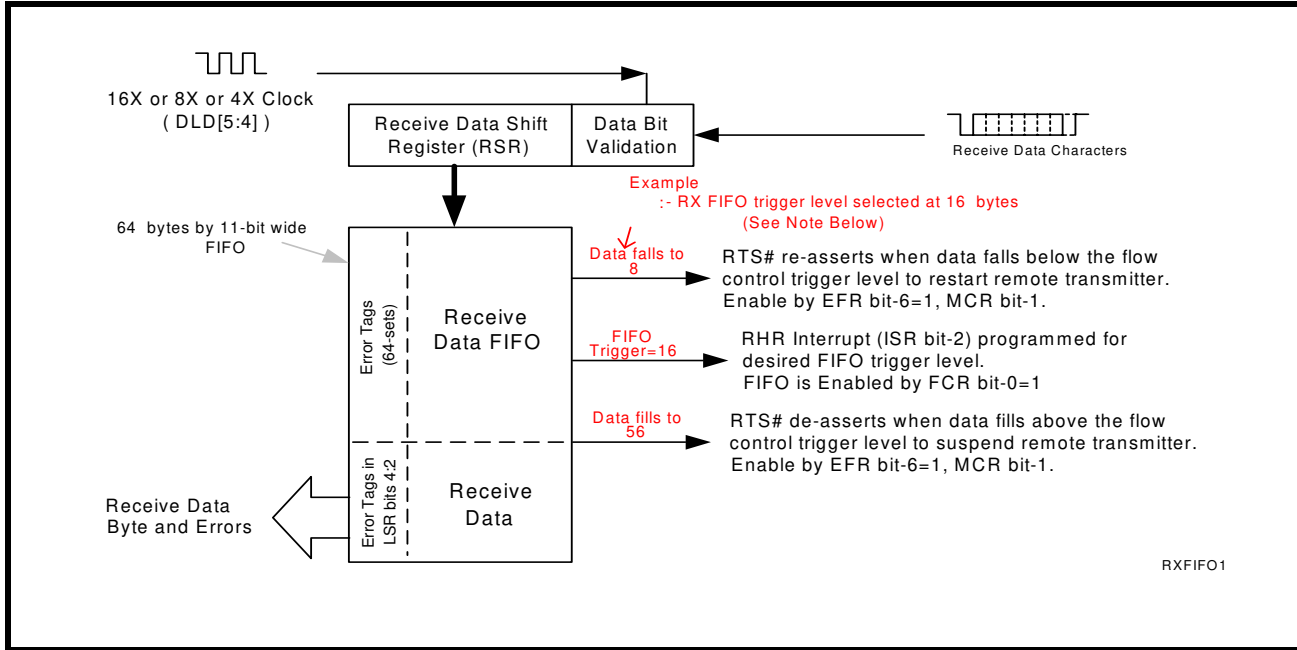 16X or 8X or 4X Clock
( DLD[5:4] )
Receive Data Shift
Register (RSR)
Data Bit
Validation
Receive Data Characters
Example
:- RX FIFO trigger level selected at 16 bytes
(See Note Below)
64 bytes by 11-bit wide
FIFO
Data falls to
8
RTS# re-asserts when data falls below the flow
control trigger level to restart remote transmitter.
Enable by EFR bit-6=1, MCR bit-1.
Error Tags
(64-sets)
Receive
Data FIFO
FIFO
Trigger=16
RHR Interrupt (ISR bit-2) programmed for
desired FIFO trigger level.
FIFO is Enabled by FCR bit-0=1
Data fills to
56
RTS# de-asserts when data fills above the flow
control trigger level to suspend remote transmitter.
Enable by EFR bit-6=1, MCR bit-1.
Error Tags in
LSR bits 4:2
Receive
Data
Receive Data
Byte and Errors
RXFIFO1